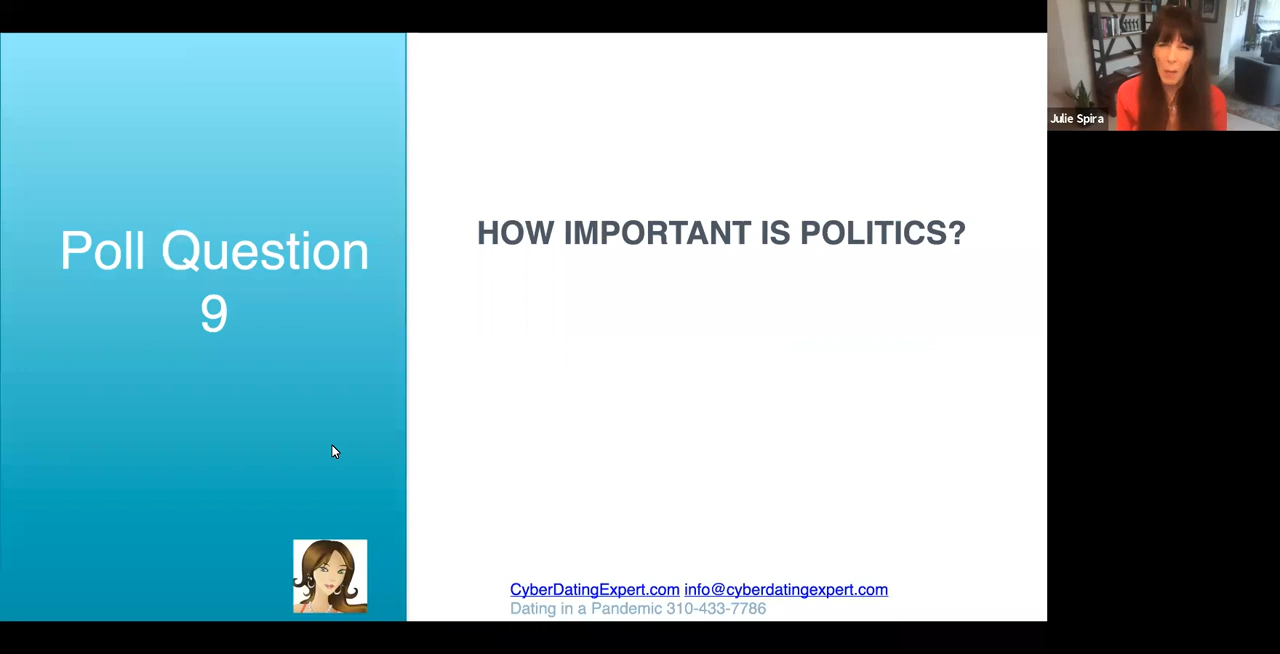 Poll Question
9
HOW IMPORTANT IS POLITICS?
CyberDatingExpert.com info@cyberdatingexpert.com
Dating in a Pandemic 310-433-7786
Julie Spira